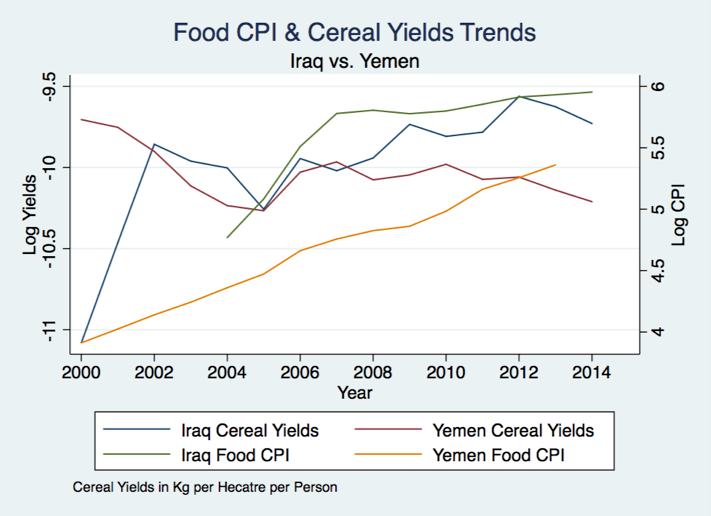 Food CPI & Cereal Yields Trends
Iraq vs. Yemen
Log Yields
-9.5
-10
-10.5
-11
Log CPI
6
5.5
5
4.5
4
2000 2002 2004 2006 2008 2010 2012 2014
Year
Iraq Cereal Yields Yemen Cereal Yields
Iraq Food CPI Yemen Food CPI
Cereal Yields in Kg per Hecatre per Person